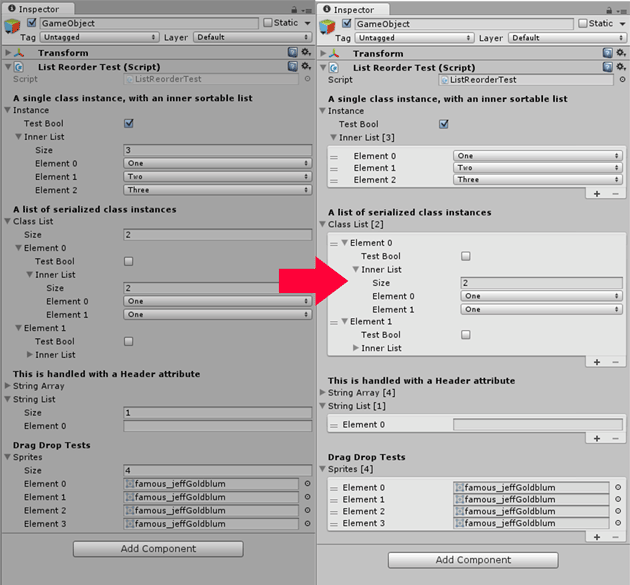 Inspector
GameObject
Static
Tag Untagged Layer Default
Transform
List Reorder Test (Script)
Script ListReorderTest
A single class instance, with an inner sortable list
Instance
Test Bool
Inner List
Size 3
Element 0 One
Element 1 Two
Element 2 Three
A list of serialized class instances
Class List
Size 2
Element 0
Test Bool
Inner List
Size 2
Element 0 One
Element 1 One
Element 1
Test Bool
Inner List
This is handled with a Header attribute
String Array
String List
Size 1
Element 0
Drag Drop Tests
Sprites
Size 4
Element 0 famous_jeffGoldblum
Element 1 famous_jeffGoldblum
Element 2 famous_jeffGoldblum
Element 3 famous_jeffGoldblum
Add Component
Inspector
GameObject
Static
Tag Untagged Layer Default
Transform
List Reorder Test (Script)
Script ListReorderTest
A single class instance, with an inner sortable list
Instance
Test Bool
Inner List [3]
Element 0 One
Element 1 Two
Element 2 Three
+ −
A list of serialized class instances
Class List [2]
Element 0
Test Bool
Inner List
Size 2
Element 0 One
Element 1 One
Element 1
Test Bool
Inner List
+ −
This is handled with a Header attribute
String Array [4]
String List [1]
Element 0
+ −
Drag Drop Tests
Sprites [4]
Element 0 famous_jeffGoldblum
Element 1 famous_jeffGoldblum
Element 2 famous_jeffGoldblum
Element 3 famous_jeffGoldblum
+ −
Add Component